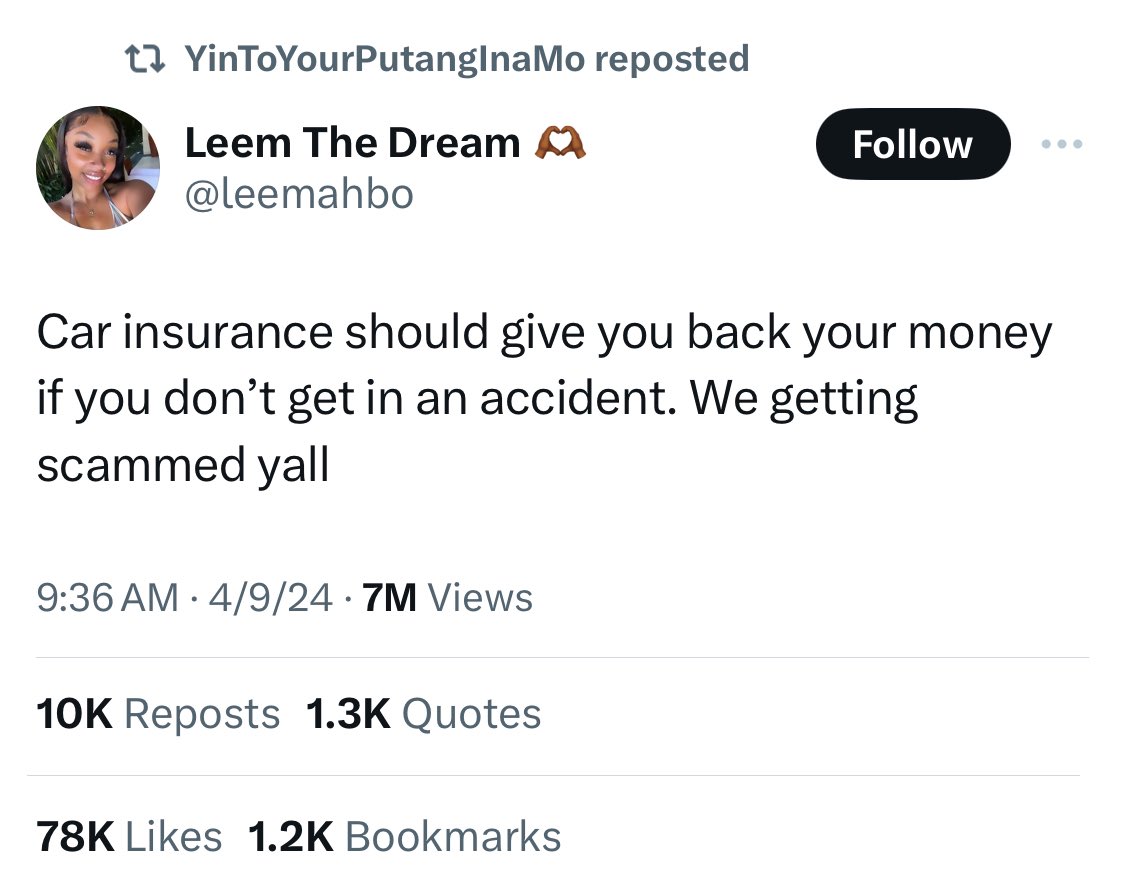 YinToYourPutangInaMo reposted
Leem The Dream 🫶🏾
@leemahbo
Follow
Car insurance should give you back your money
if you don’t get in an accident. We getting
scammed yall
9:36 AM · 4/9/24 · 7M Views
10K Reposts 1.3K Quotes
78K Likes 1.2K Bookmarks